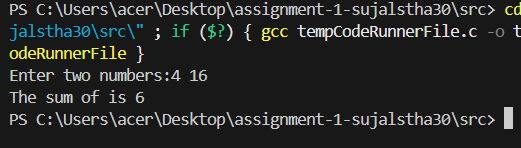 PS C:\Users\acer\Desktop\assignment-1-sujalstha30\src> cd
jalstha30\src\" ; if ($?) { gcc tempCodeRunnerFile.c -o t
odeRunnerFile }
Enter two numbers:4 16
The sum of is 6
PS C:\Users\acer\Desktop\assignment-1-sujalstha30\src>